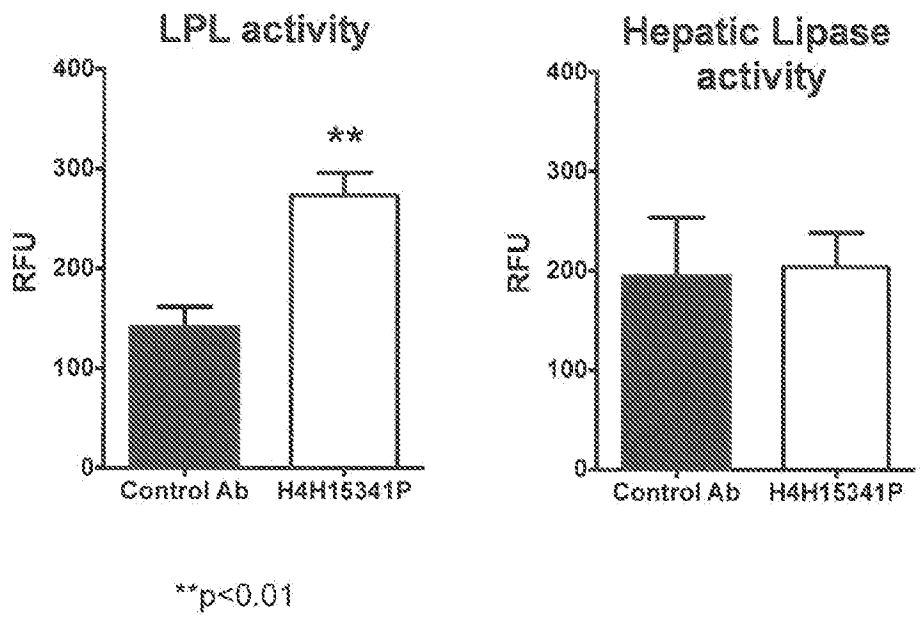 LPL activity
400
300
200
100
0
RFU
**
Control Ab
H4H15341P
Hepatic Lipase
activity
400
300
200
100
0
RFU
Control Ab
H4H15341P
**p<0.01